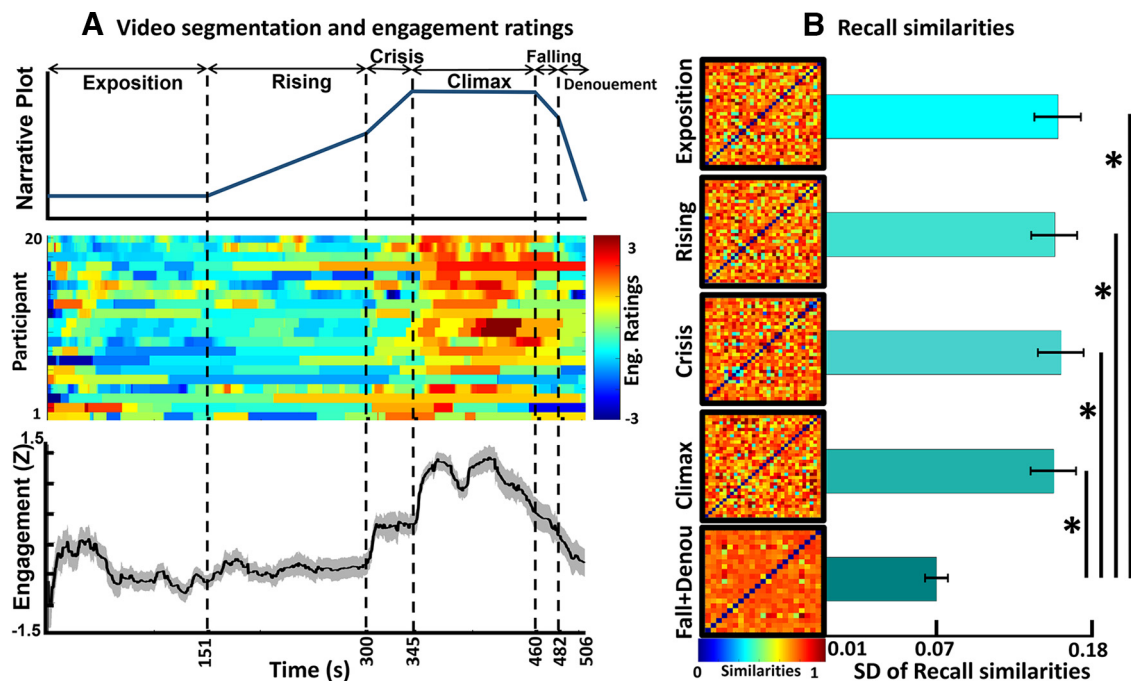 A Video segmentation and engagement ratings
Narrative Plot
Exposition
Rising
Crisis
Climax
Falling
Denouement
Participant
20
1
Eng. Ratings
3
-3
Engagement (Z)
1.5
-1.5
151
300
345
460
482
506
Time (s)
B Recall similarities
Exposition
Rising
Crisis
Climax
Fall+Denou
*
*
*
*
0 Similarities 1
0.01
0.07
0.18
SD of Recall similarities